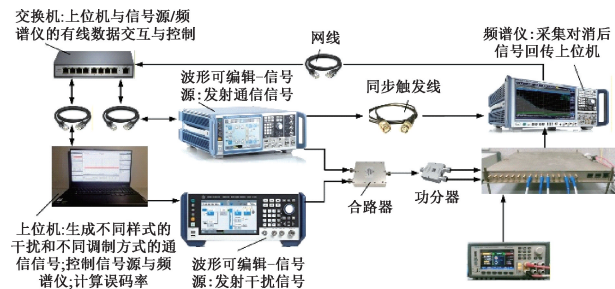 交换机:上位机与信号源/频
谱仪的有线数据交互与控制
网线
频谱仪:采集对消后
信号回传上位机
波形可编辑-信号
源:发射通信信号
同步触发线
合路器
功分器
上位机:生成不同样式的
干扰和不同调制方式的通
信信号;控制信号源与频
谱仪;计算误码率
波形可编辑-信号
源:发射干扰信号